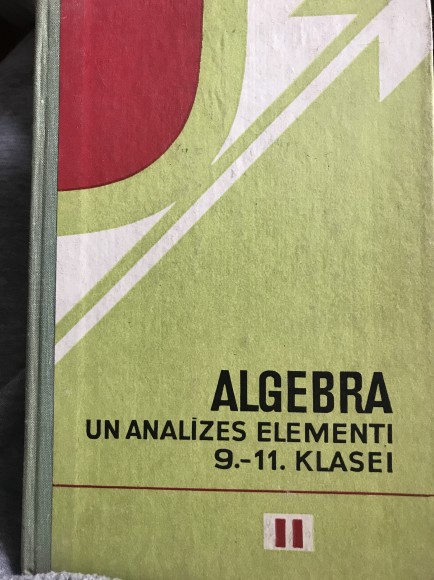 ALGEBRA
UN ANALĪZES ELEMENTI
9.-11. KLASEI
II